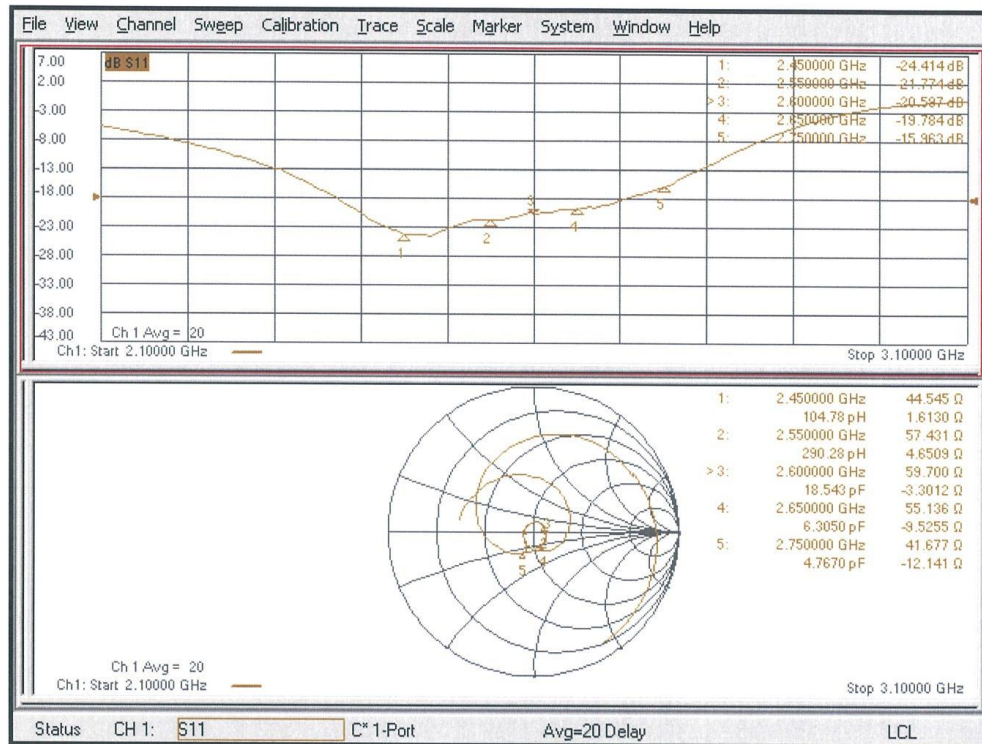 File View Channel Sweep Calibration Trace Scale Marker System Window Help
7.00
2.00
-3.00
-8.00
-13.00
-18.00
-23.00
-28.00
-33.00
-38.00
-43.00
dB S11
1: 2.450000 GHz -24.414 dB
2: 2.550000 GHz -21.774 dB
> 3: 2.600000 GHz -20.597 dB
4: 2.650000 GHz -19.784 dB
5: 2.750000 GHz -15.963 dB
1
2
3
4
5
Ch 1 Avg = 20
Ch1: Start 2.10000 GHz
Stop 3.10000 GHz
1: 2.450000 GHz 44.545 Ω
104.78 pH 1.6130 Ω
2: 2.550000 GHz 57.431 Ω
290.28 pH 4.6509 Ω
> 3: 2.600000 GHz 59.700 Ω
18.543 pF -3.3012 Ω
4: 2.650000 GHz 55.136 Ω
6.3050 pF -9.5255 Ω
5: 2.750000 GHz 41.677 Ω
4.7670 pF -12.141 Ω
4
5
Ch 1 Avg = 20
Ch1: Start 2.10000 GHz
Stop 3.10000 GHz
Status CH 1: S11 C* 1-Port Avg=20 Delay LCL